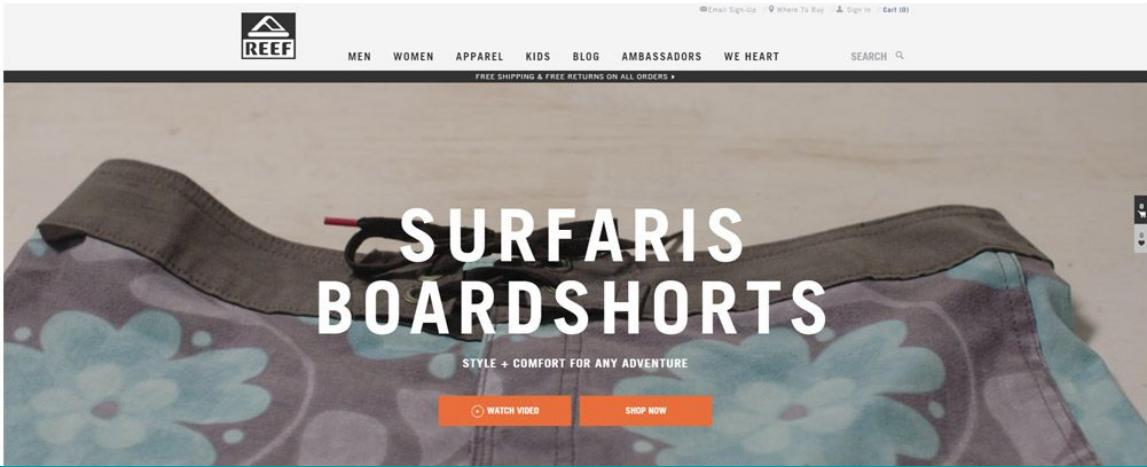 Email Sign-Up / Where To Buy / Sign In / Cart (0)
REEF
MEN WOMEN APPAREL KIDS BLOG AMBASSADORS WE HEART SEARCH
FREE SHIPPING & FREE RETURNS ON ALL ORDERS
SURFARIS
BOARDSHORTS
STYLE + COMFORT FOR ANY ADVENTURE
WATCH VIDEO SHOP NOW